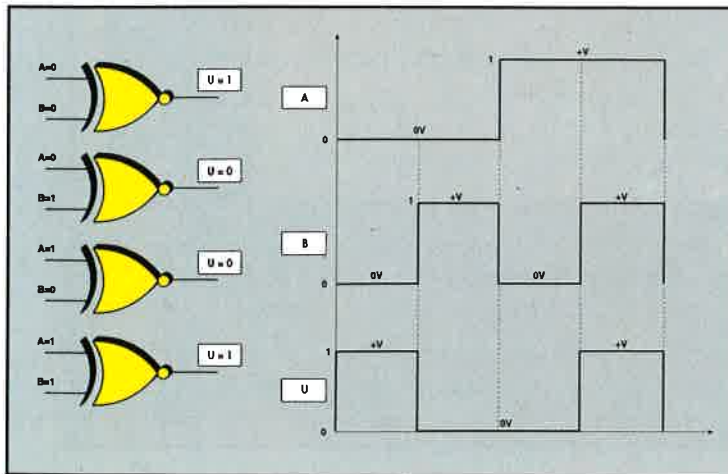 A=0
B=0
U = 1
A=0
B=1
U = 0
A=1
B=0
U = 0
A=1
B=1
U = 1
A
1
+V
0
0V
B
1
+V
+V
0
0V
0V
U
1
+V
+V
0
0V